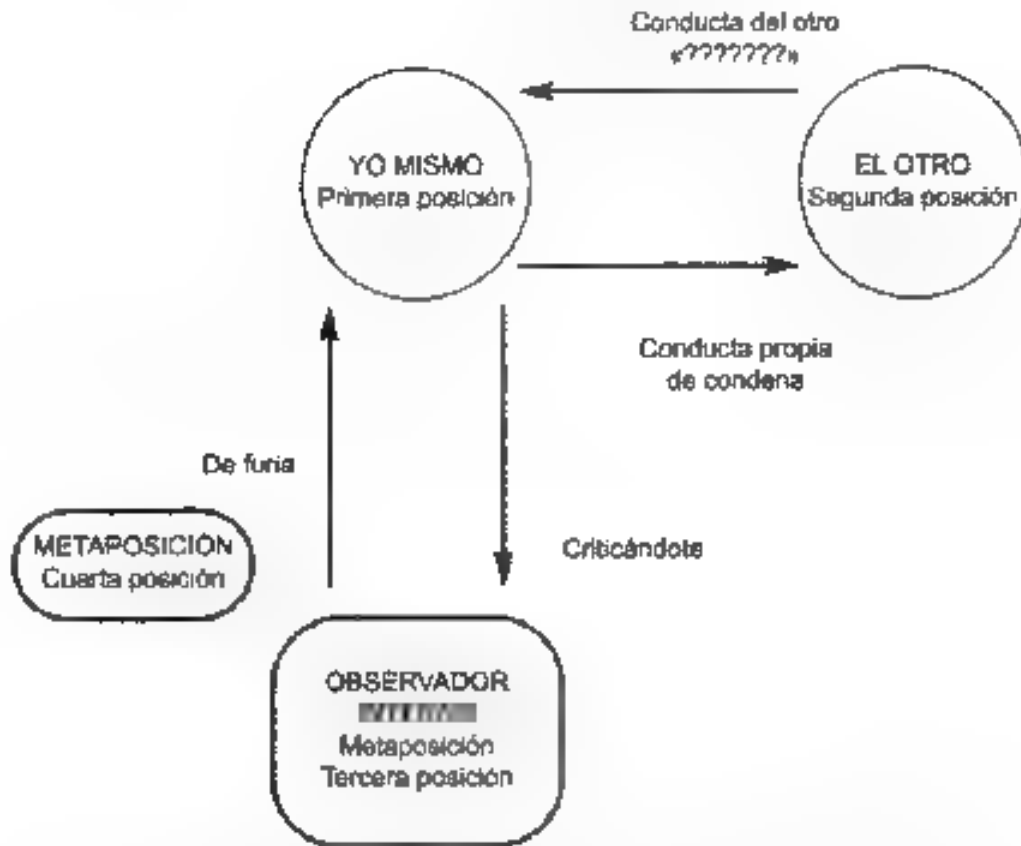 Conducta del otro
«???????»
YO MISMO
Primera posición
EL OTRO
Segunda posición
Conducta propia
de condena
De furia
Criticándote
METAPOSICIÓN
Cuarta posición
OBSERVADOR
Metaposición
Tercera posición